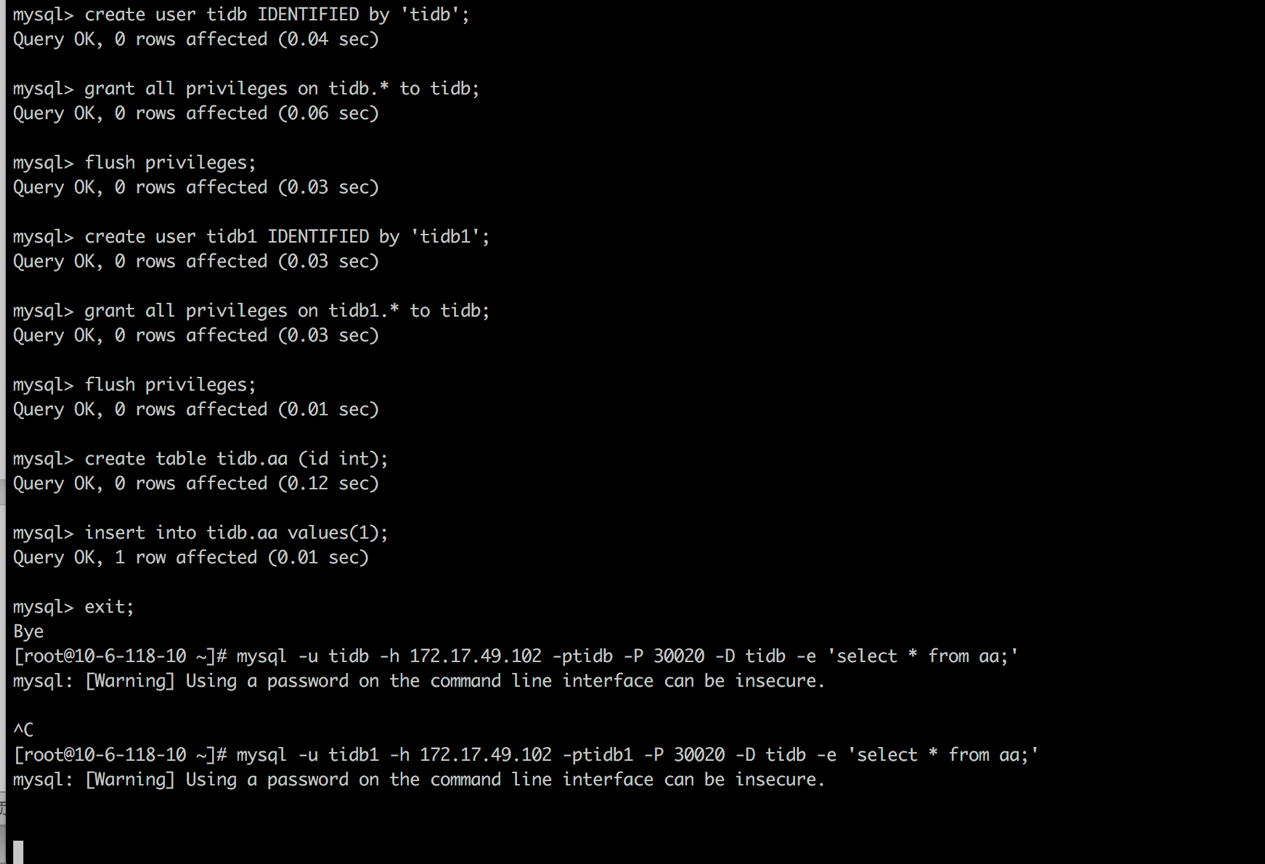 mysql> create user tidb IDENTIFIED by 'tidb';
Query OK, 0 rows affected (0.04 sec)
mysql> grant all privileges on tidb.* to tidb;
Query OK, 0 rows affected (0.06 sec)
mysql> flush privileges;
Query OK, 0 rows affected (0.03 sec)
mysql> create user tidb1 IDENTIFIED by 'tidb1';
Query OK, 0 rows affected (0.03 sec)
mysql> grant all privileges on tidb1.* to tidb;
Query OK, 0 rows affected (0.03 sec)
mysql> flush privileges;
Query OK, 0 rows affected (0.01 sec)
mysql> create table tidb.aa (id int);
Query OK, 0 rows affected (0.12 sec)
mysql> insert into tidb.aa values(1);
Query OK, 1 row affected (0.01 sec)
mysql> exit;
Bye
[root@10-6-118-10 ~]# mysql -u tidb -h 172.17.49.102 -ptidb -P 30020 -D tidb -e 'select * from aa;'
mysql: [Warning] Using a password on the command line interface can be insecure.
^C
[root@10-6-118-10 ~]# mysql -u tidb1 -h 172.17.49.102 -ptidb1 -P 30020 -D tidb -e 'select * from aa;'
mysql: [Warning] Using a password on the command line interface can be insecure.